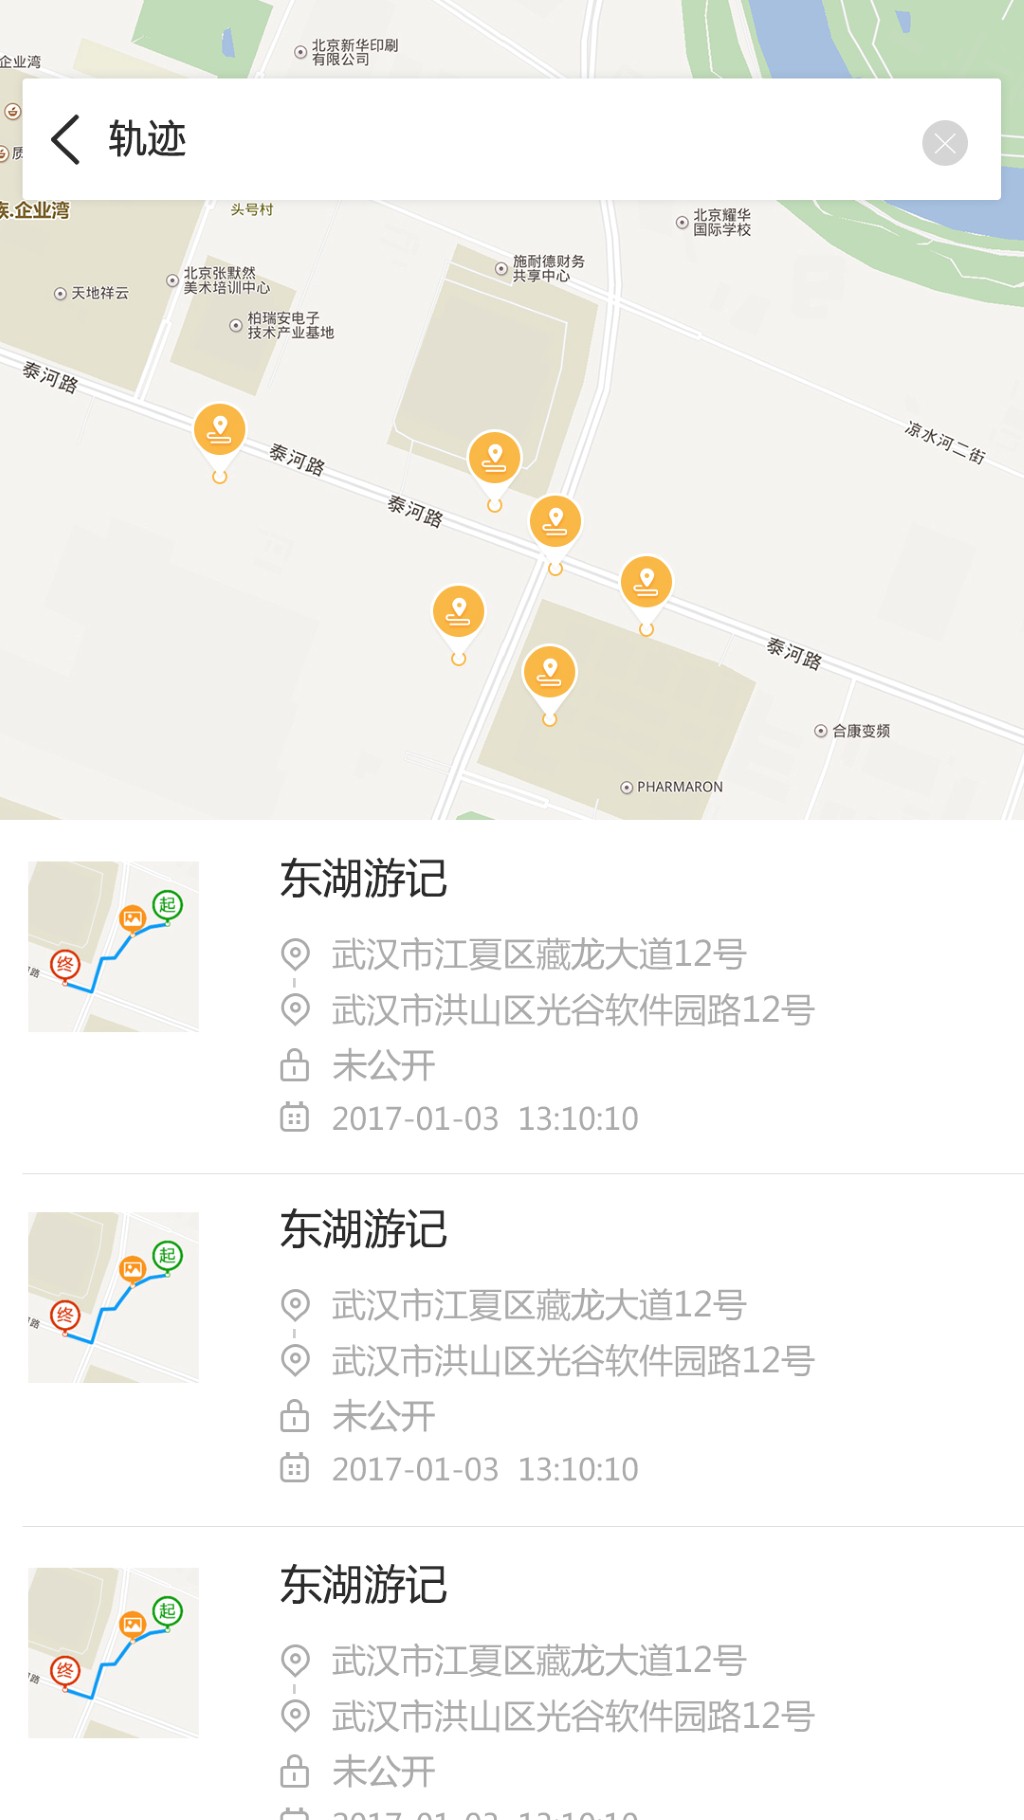 北京新华印刷
有限公司
企业湾
轨迹
质
族.企业湾
头号村
北京耀华
国际学校
施耐德财务
共享中心
北京张默然
美术培训中心
天地祥云
柏瑞安电子
技术产业基地
泰河路
凉水河二街
泰河路
泰河路
泰河路
合康变频
PHARMARON
东湖游记
起
终
路
武汉市江夏区藏龙大道12号
武汉市洪山区光谷软件园路12号
未公开
2017-01-03 13:10:10
东湖游记
起
终
路
武汉市江夏区藏龙大道12号
武汉市洪山区光谷软件园路12号
未公开
2017-01-03 13:10:10
东湖游记
起
终
路
武汉市江夏区藏龙大道12号
武汉市洪山区光谷软件园路12号
未公开
2017-01-03 13:10:10